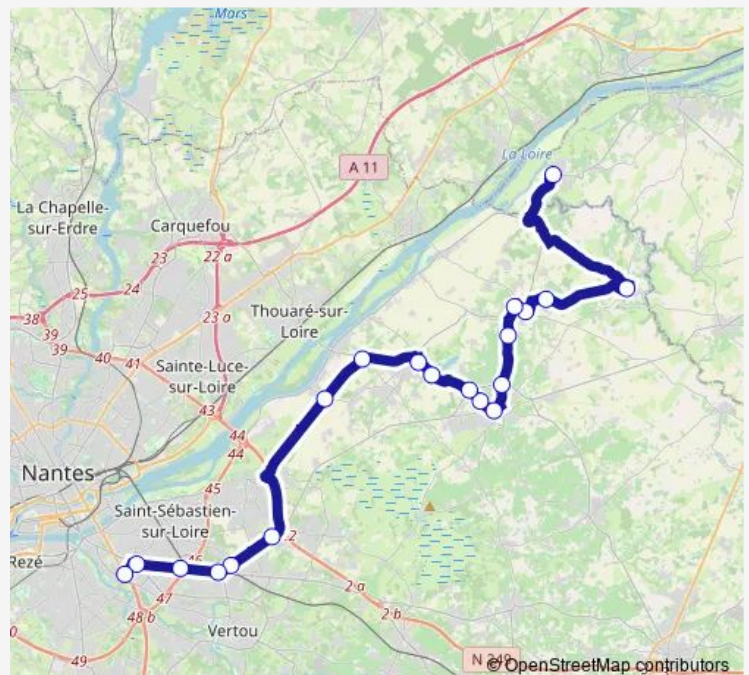 Mars
La Loire
A 11
La Chapelle-
sur-Erdre
Carquefou
22 a
23
24
25
38
39
39
40
41
23 a
Thouaré-sur-
Loire
Sainte-Luce-
sur-Loire
43
44
44
45
Nantes
Saint-Sébastien-
sur-Loire
Rezé
46
47
48 b
2 a
2 b
Vertou
49
N 249
© OpenStreetMap contributors